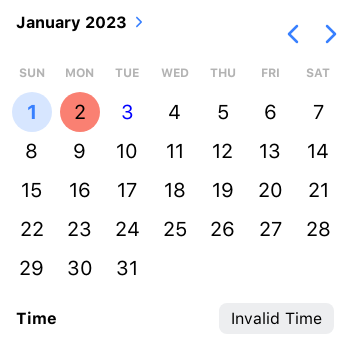 January 2023
SUN MON TUE WED THU FRI SAT
1 2 3 4 5 6 7
8 9 10 11 12 13 14
15 16 17 18 19 20 21
22 23 24 25 26 27 28
29 30 31
Time Invalid Time